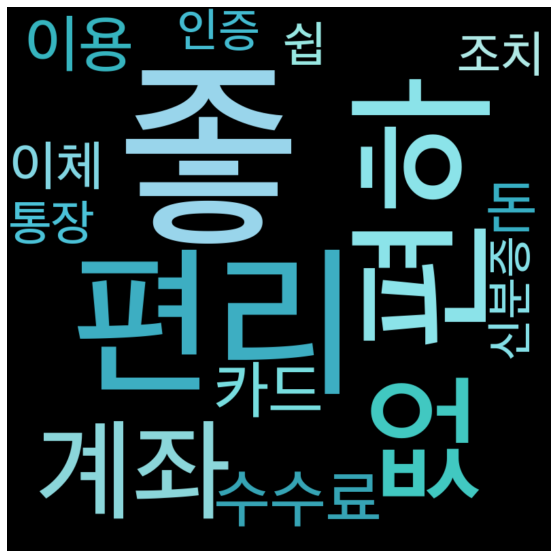 이용
인증
쉽
조치
좋
편하
이체
통장
돈
신분증
편리
카드
없
계좌
수수료